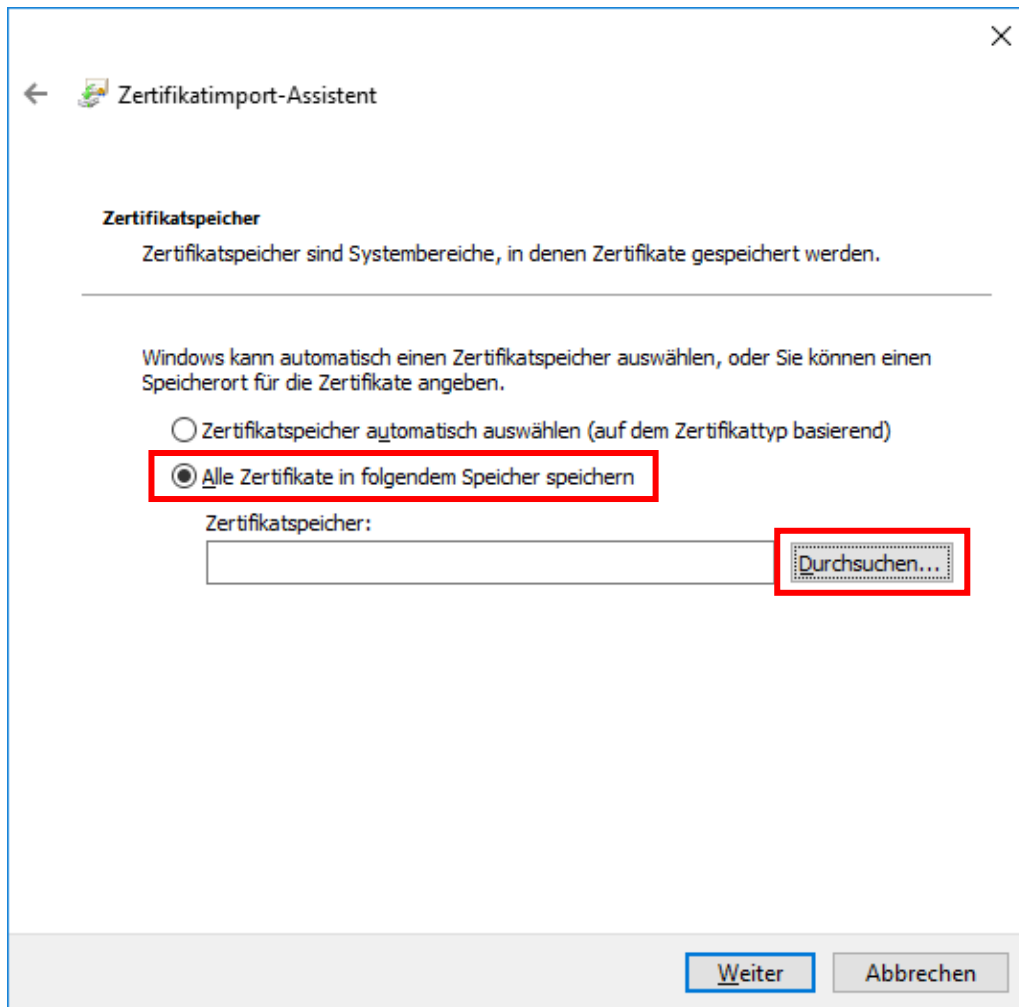 Zertifikatimport-Assistent
Zertifikatspeicher
Zertifikatspeicher sind Systembereiche, in denen Zertifikate gespeichert werden.
Windows kann automatisch einen Zertifikatspeicher auswählen, oder Sie können einen
Speicherort für die Zertifikate angeben.
Zertifikatspeicher automatisch auswählen (auf dem Zertifikattyp basierend)
Alle Zertifikate in folgendem Speicher speichern
Zertifikatspeicher:
Durchsuchen...
Weiter
Abbrechen